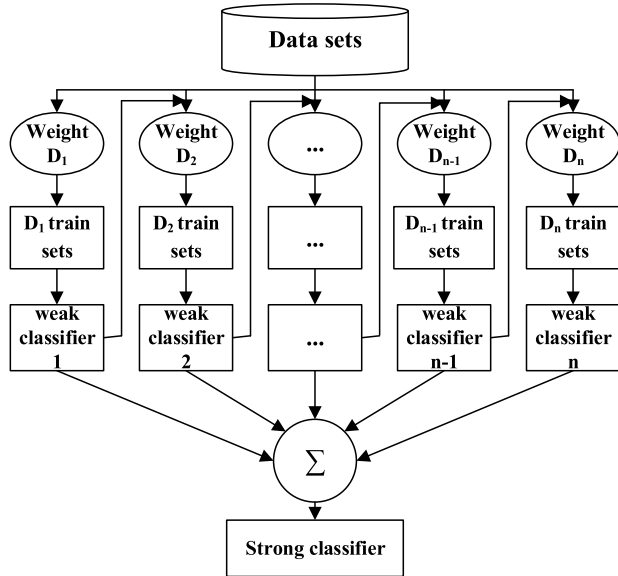 Data sets
Weight
D₁
Weight
D₂
...
Weight
Dₙ₋₁
Weight
Dₙ
D₁ train
sets
D₂ train
sets
...
Dₙ₋₁ train
sets
Dₙ train
sets
weak
classifier
1
weak
classifier
2
...
weak
classifier
n-1
weak
classifier
n
∑
Strong classifier